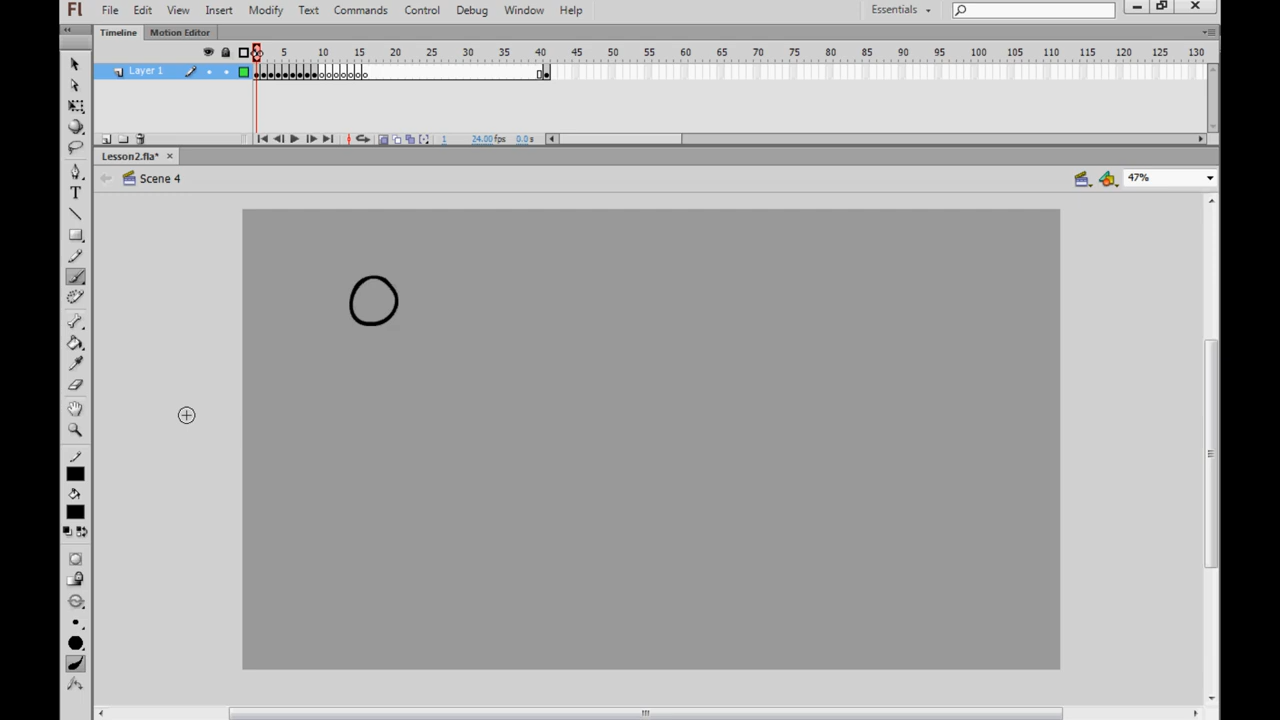 Fl File Edit View Insert Modify Text Commands Control Debug Window Help Essentials
Timeline Motion Editor
5 10 15 20 25 30 35 40 45 50 55 60 65 70 75 80 85 90 95 100 105 110 115 120 125 130
Layer 1
1 24.00 fps 0.0 s
Lesson2.fla*
Scene 4 47%
T